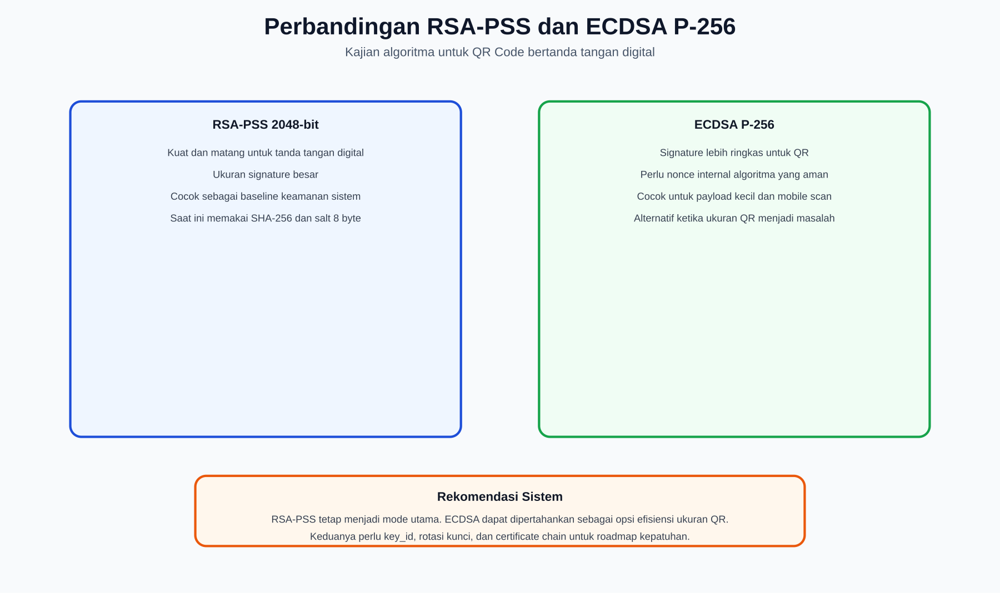 Perbandingan RSA-PSS dan ECDSA P-256
Kajian algoritma untuk QR Code bertanda tangan digital
RSA-PSS 2048-bit
Kuat dan matang untuk tanda tangan digital
Ukuran signature besar
Cocok sebagai baseline keamanan sistem
Saat ini memakai SHA-256 dan salt 8 byte
ECDSA P-256
Signature lebih ringkas untuk QR
Perlu nonce internal algoritma yang aman
Cocok untuk payload kecil dan mobile scan
Alternatif ketika ukuran QR menjadi masalah
Rekomendasi Sistem
RSA-PSS tetap menjadi mode utama. ECDSA dapat dipertahankan sebagai opsi efisiensi ukuran QR.
Keduanya perlu key_id, rotasi kunci, dan certificate chain untuk roadmap kepatuhan.